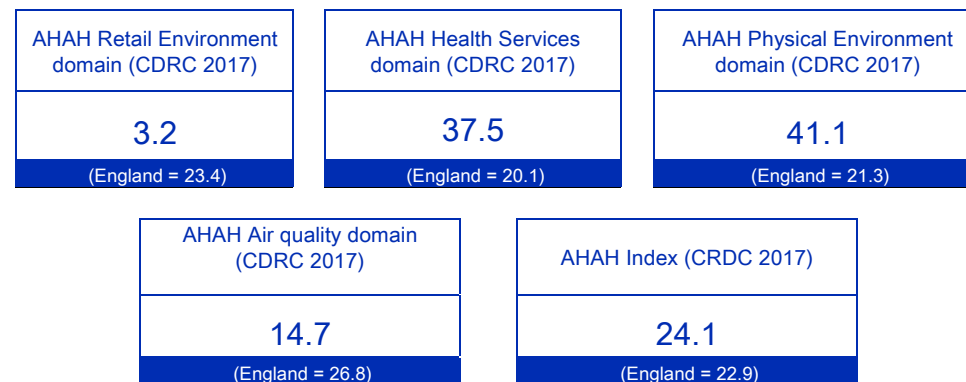 AHAH Retail Environment
domain (CDRC 2017)
3.2
(England = 23.4)
AHAH Health Services
domain (CDRC 2017)
37.5
(England = 20.1)
AHAH Physical Environment
domain (CDRC 2017)
41.1
(England = 21.3)
AHAH Air quality domain
(CDRC 2017)
14.7
(England = 26.8)
AHAH Index (CRDC 2017)
24.1
(England = 22.9)